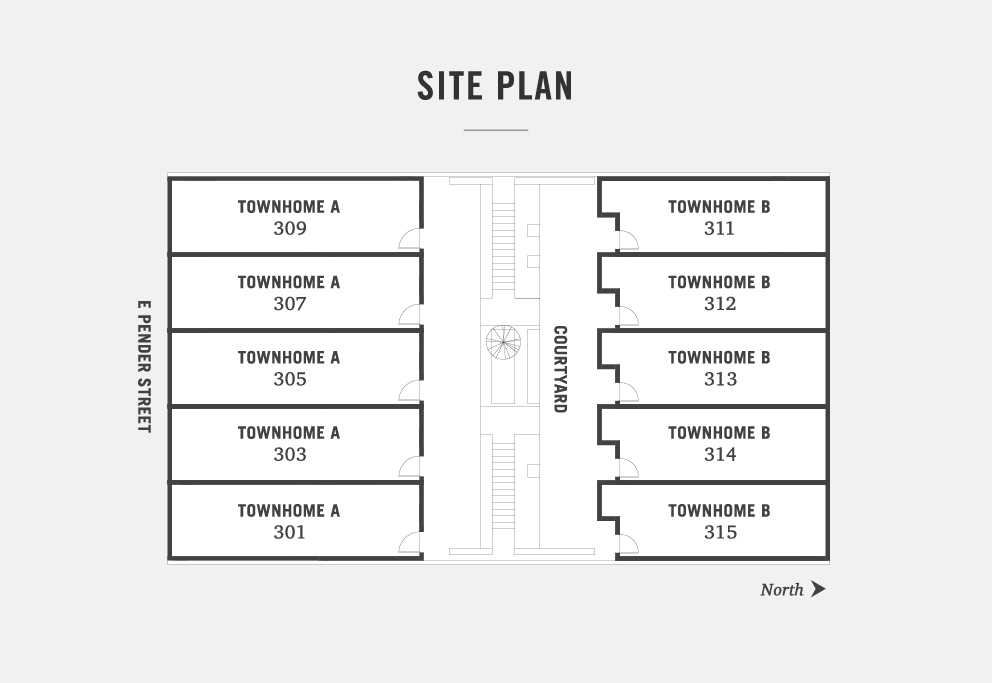 SITE PLAN
TOWNHOME A
309
TOWNHOME B
311
TOWNHOME A
307
TOWNHOME B
312
E PENDER STREET
TOWNHOME A
305
COURTYARD
TOWNHOME B
313
TOWNHOME A
303
TOWNHOME B
314
TOWNHOME A
301
TOWNHOME B
315
North